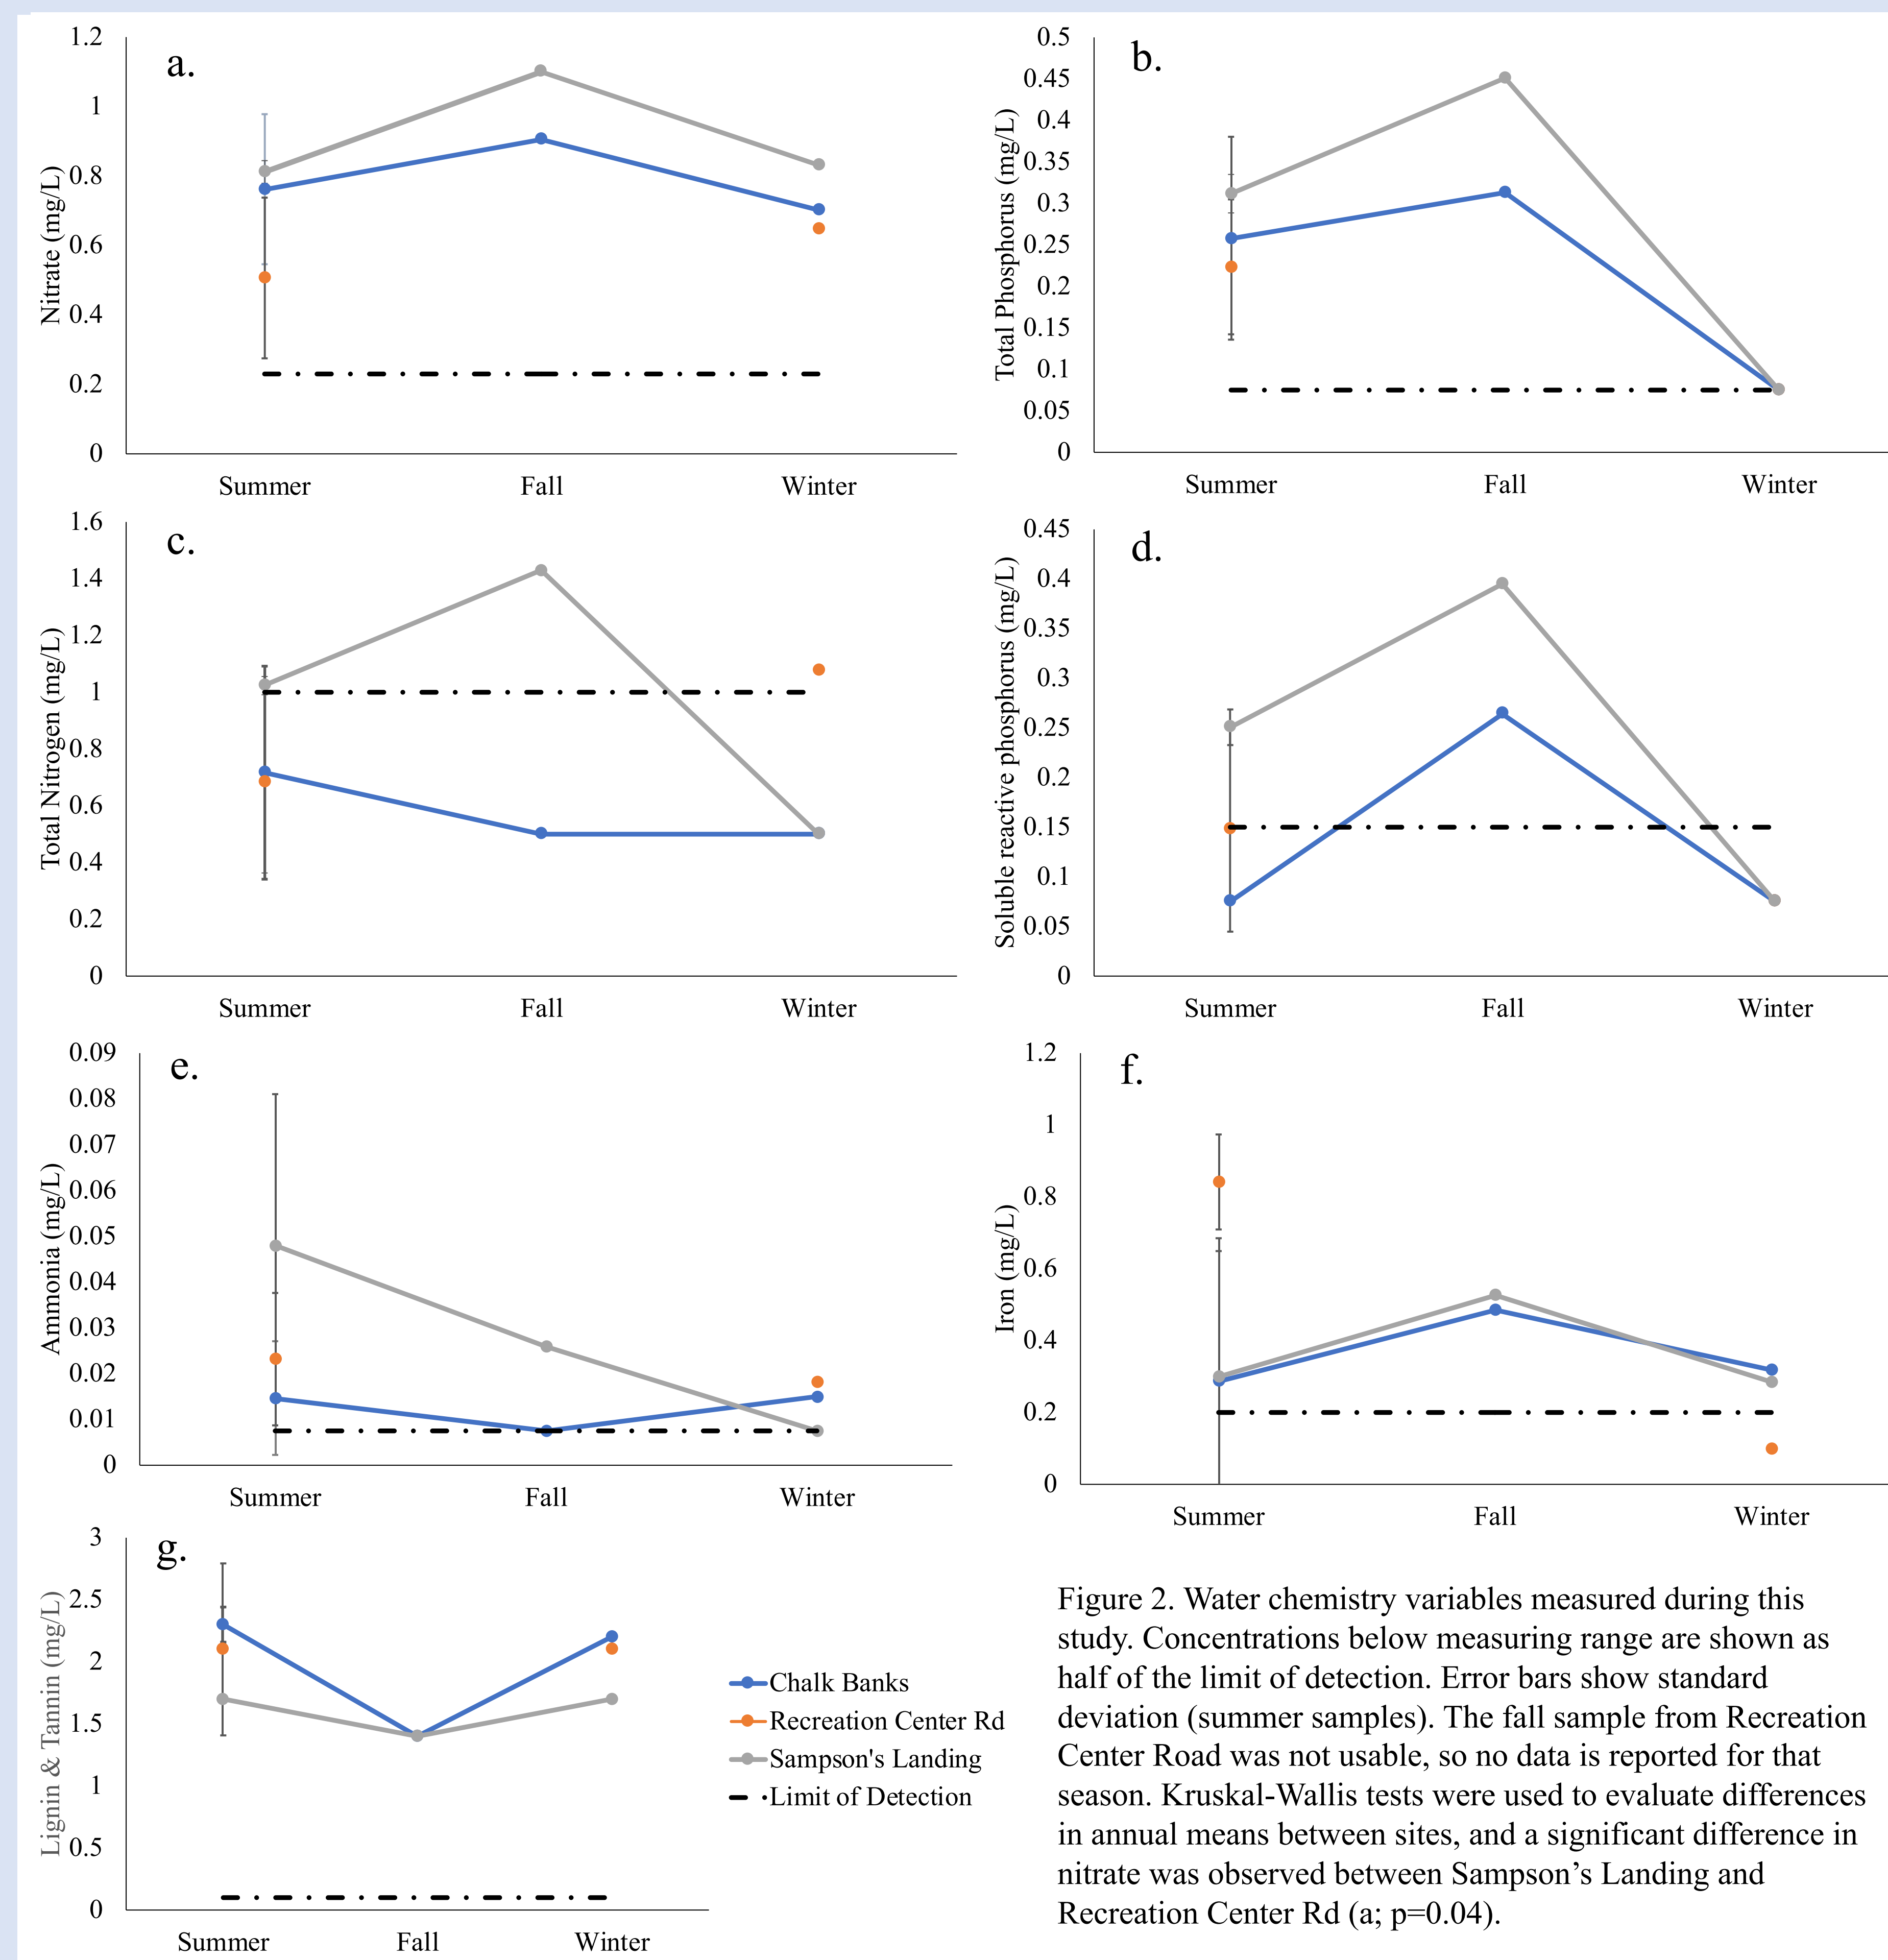 a.
1.2
1
0.8
0.6
0.4
0.2
0
Nitrate (mg/L)
Summer Fall Winter
b.
0.5
0.45
0.4
0.35
0.3
0.25
0.2
0.15
0.1
0.05
0
Total Phosphorus (mg/L)
Summer Fall Winter
c.
1.6
1.4
1.2
1
0.8
0.6
0.4
0.2
0
Total Nitrogen (mg/L)
Summer Fall Winter
d.
0.45
0.4
0.35
0.3
0.25
0.2
0.15
0.1
0.05
0
Soluble reactive phosphorus (mg/L)
Summer Fall Winter
e.
0.09
0.08
0.07
0.06
0.05
0.04
0.03
0.02
0.01
0
Ammonia (mg/L)
Summer Fall Winter
f.
1.2
1
0.8
0.6
0.4
0.2
0
Iron (mg/L)
Summer Fall Winter
g.
3
2.5
2
1.5
1
0.5
0
Lignin & Tannin (mg/L)
Summer Fall Winter
Chalk Banks
Recreation Center Rd
Sampson's Landing
Limit of Detection
Figure 2. Water chemistry variables measured during this
study. Concentrations below measuring range are shown as
half of the limit of detection. Error bars show standard
deviation (summer samples). The fall sample from Recreation
Center Road was not usable, so no data is reported for that
season. Kruskal-Wallis tests were used to evaluate differences
in annual means between sites, and a significant difference in
nitrate was observed between Sampson’s Landing and
Recreation Center Rd (a; p=0.04).